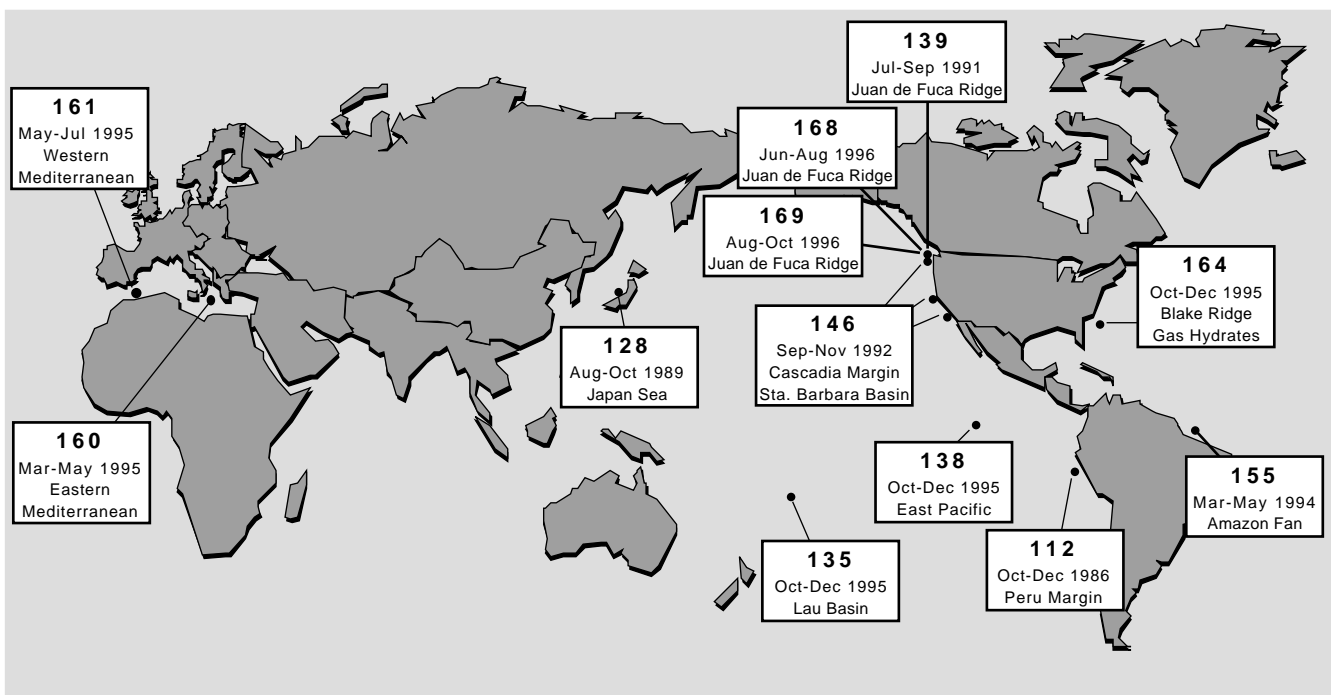 139
Jul-Sep 1991
Juan de Fuca Ridge
161
May-Jul 1995
Western
Mediterranean
168
Jun-Aug 1996
Juan de Fuca Ridge
169
Aug-Oct 1996
Juan de Fuca Ridge
164
Oct-Dec 1995
Blake Ridge
Gas Hydrates
146
Sep-Nov 1992
Cascadia Margin
Sta. Barbara Basin
128
Aug-Oct 1989
Japan Sea
160
Mar-May 1995
Eastern
Mediterranean
138
Oct-Dec 1995
East Pacific
155
Mar-May 1994
Amazon Fan
135
Oct-Dec 1995
Lau Basin
112
Oct-Dec 1986
Peru Margin